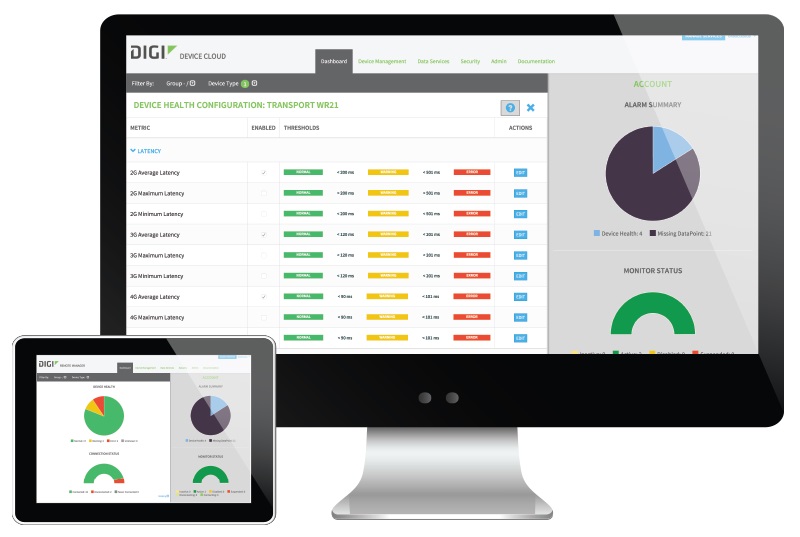 DIGI DEVICE CLOUD
Dashboard Device Management Data Services Security Admin Documentation
Filter By: Group - / Device Type 1
DEVICE HEALTH CONFIGURATION: TRANSPORT WR21
?
METRIC ENABLED THRESHOLDS ACTIONS
LATENCY
2G Average Latency NORMAL < 200 ms WARNING < 501 ms ERROR EDIT
2G Maximum Latency NORMAL < 200 ms WARNING < 501 ms ERROR EDIT
2G Minimum Latency NORMAL < 200 ms WARNING < 501 ms ERROR EDIT
3G Average Latency NORMAL < 120 ms WARNING < 201 ms ERROR EDIT
3G Maximum Latency NORMAL < 120 ms WARNING < 201 ms ERROR EDIT
3G Minimum Latency NORMAL < 120 ms WARNING < 201 ms ERROR EDIT
4G Average Latency NORMAL < 90 ms WARNING < 101 ms ERROR EDIT
4G Maximum Latency NORMAL < 90 ms WARNING < 101 ms ERROR EDIT
NORMAL < 90 ms WARNING < 101 ms ERROR EDIT
ACCOUNT
ALARM SUMMARY
Device Health: 4 Missing DataPoint: 21
MONITOR STATUS
DIGI DEVICE MANAGER
DEVICE HEALTH
CONNECTION STATUS
ACCOUNT
ALARM SUMMARY
MONITOR STATUS